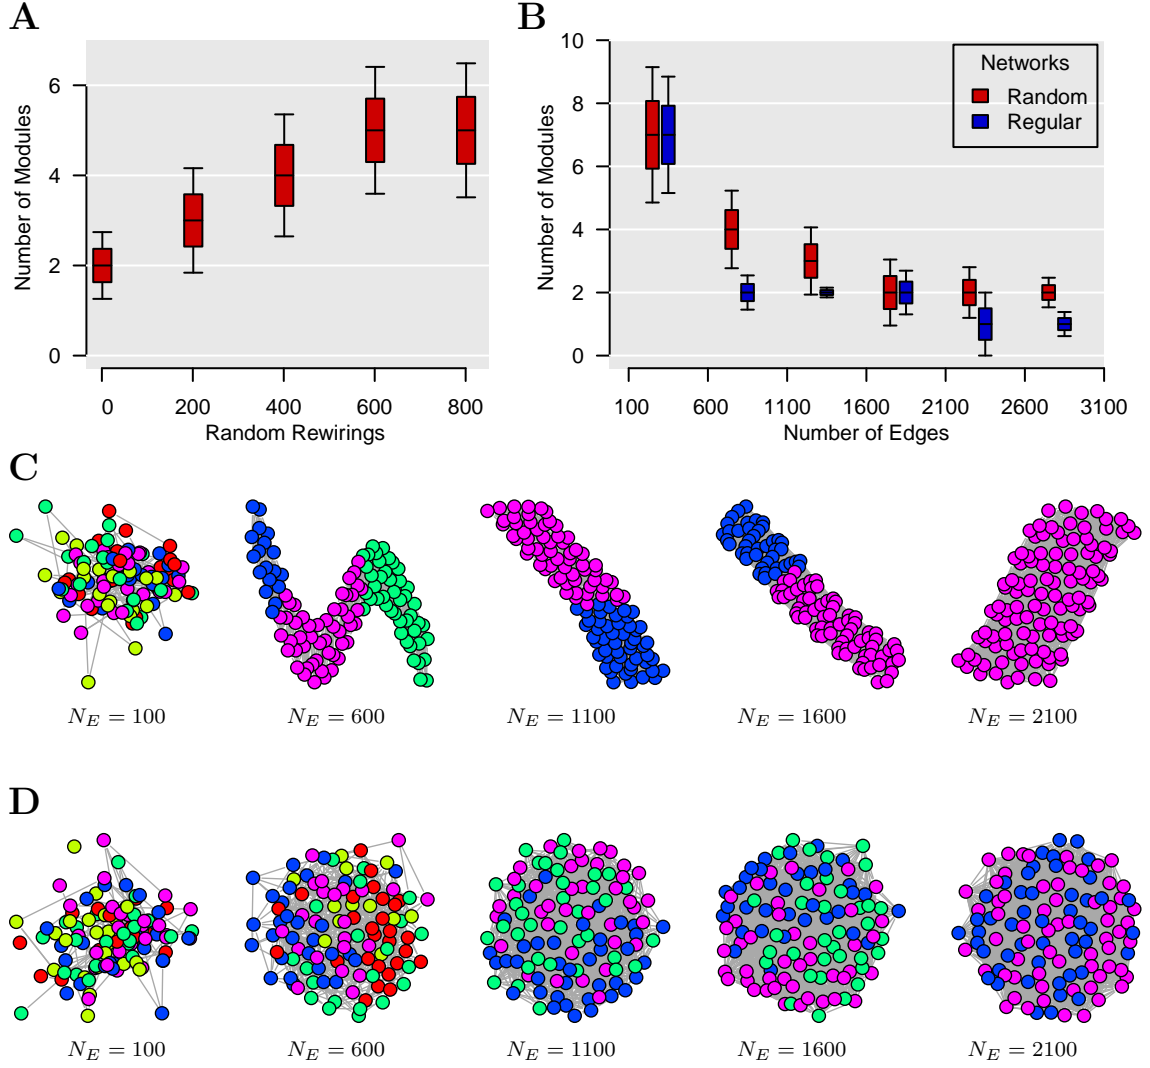 A
Number of Modules
6
4
2
0
0 200 400 600 800
Random Rewirings
B
Number of Modules
10
8
6
4
2
0
Networks
Random
Regular
100 600 1100 1600 2100 2600 3100
Number of Edges
C
N_E = 100 N_E = 600 N_E = 1100 N_E = 1600 N_E = 2100
D
N_E = 100 N_E = 600 N_E = 1100 N_E = 1600 N_E = 2100